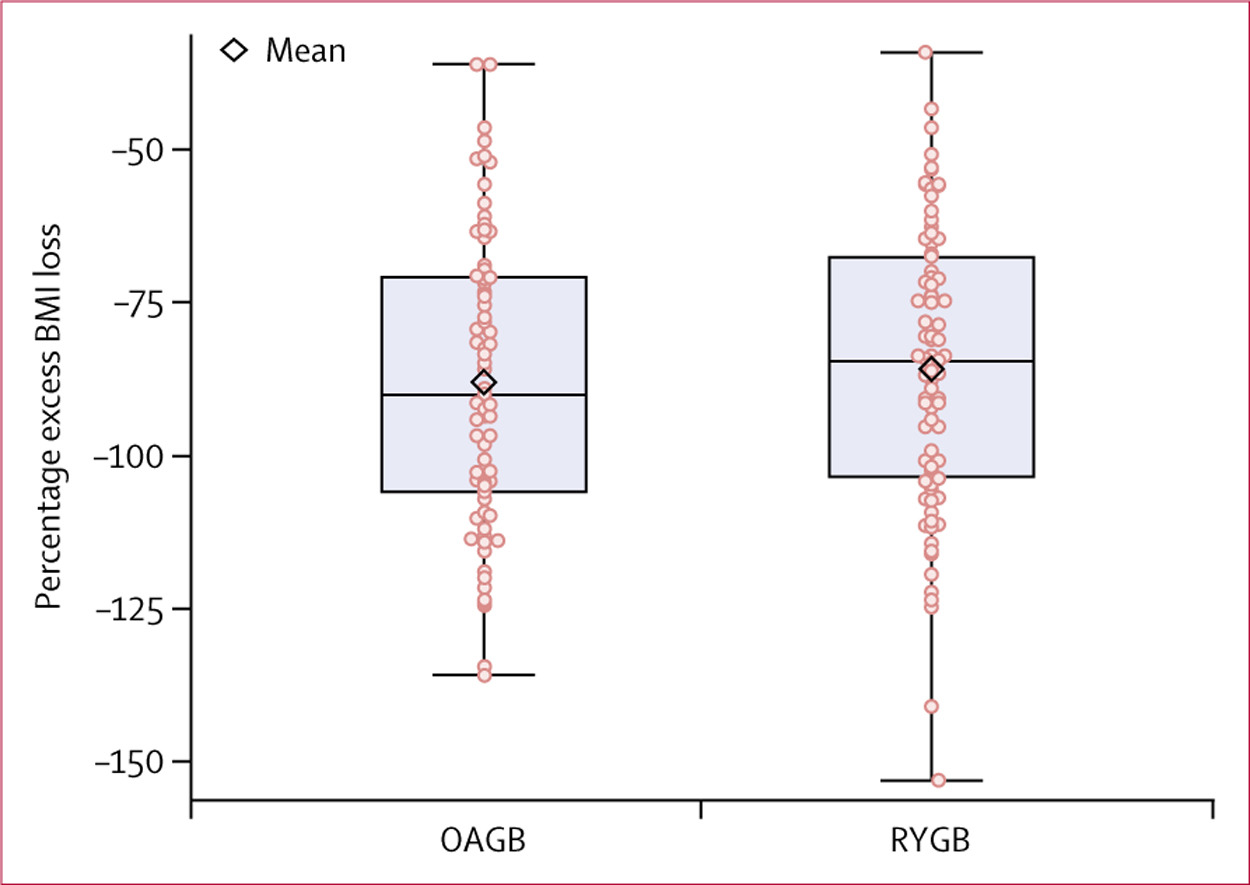 Mean
Percentage excess BMI loss
–50
–75
–100
–125
–150
OAGB
RYGB